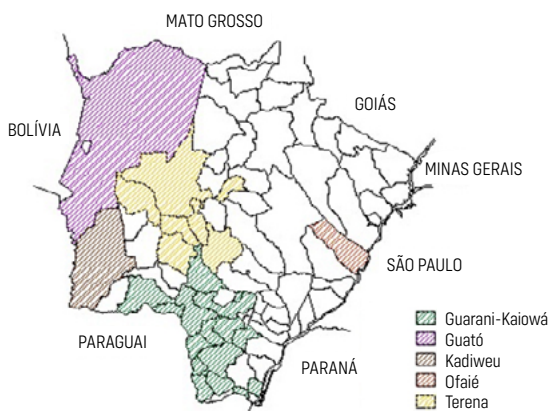 MATO GROSSO
GOIÁS
BOLÍVIA
MINAS GERAIS
SÃO PAULO
PARAGUAI
PARANÁ
Guarani-Kaiowá
Guató
Kadiweu
Ofaié
Terena